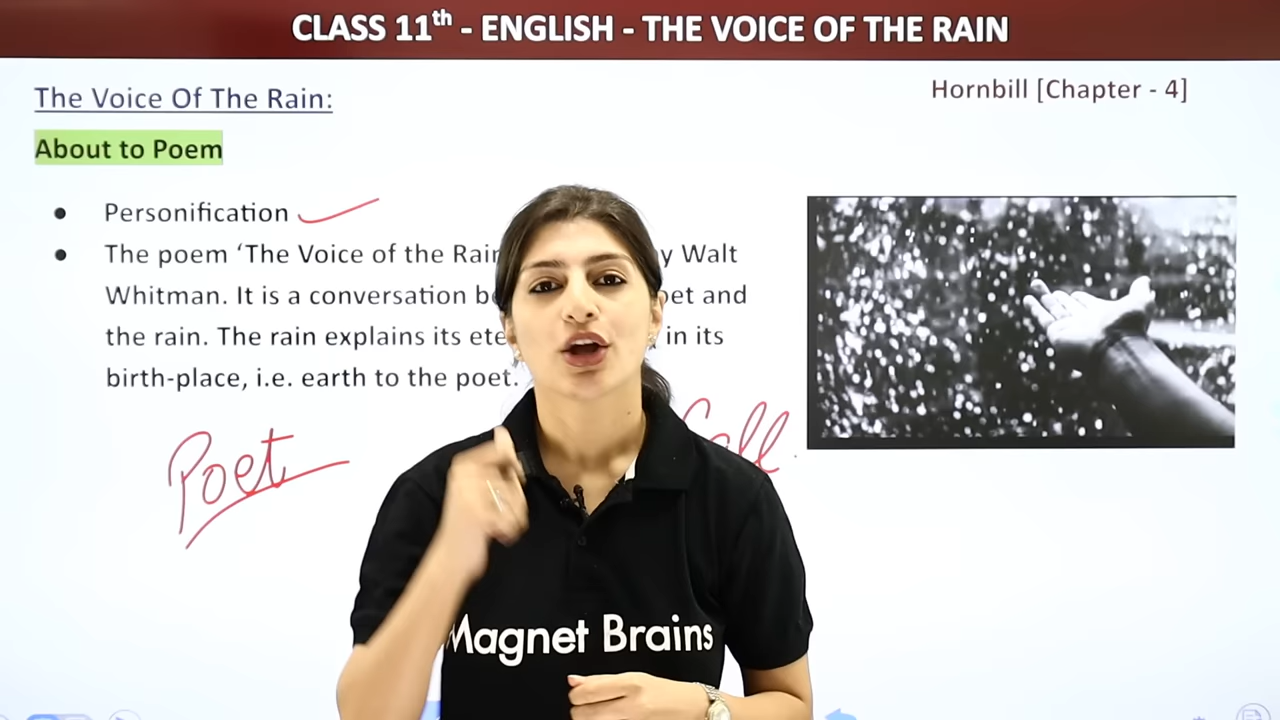 CLASS 11th - ENGLISH - THE VOICE OF THE RAIN
The Voice Of The Rain:
Hornbill [Chapter - 4]
About to Poem
● Personification
● The poem ‘The Voice of the Rain y Walt
Whitman. It is a conversation be oet and
the rain. The rain explains its ete in its
birth-place, i.e. earth to the poet.
Poet
Magnet Brains